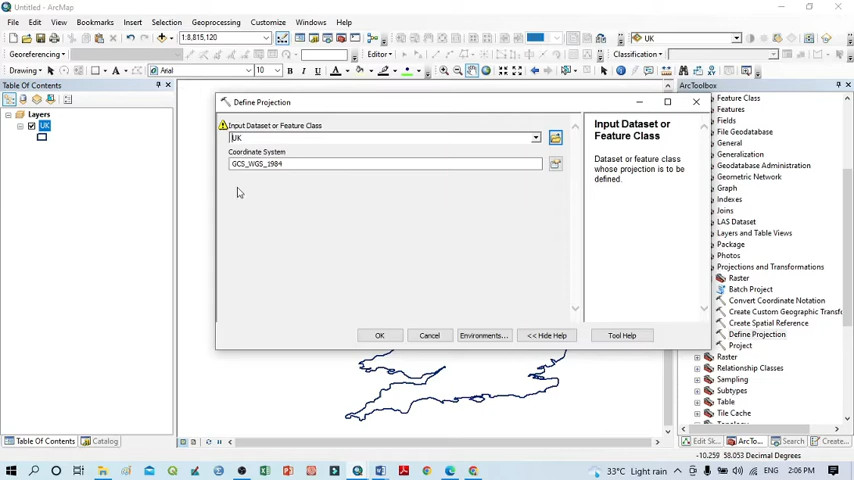 Untitled - ArcMap
File Edit View Bookmarks Insert Selection Geoprocessing Customize Windows Help
1:8,815,120
UK
Georeferencing
Editor
Classification
Drawing
A
Arial
10
B I U A
Table Of Contents
Layers
UK
Define Projection
Input Dataset or Feature Class
UK
Coordinate System
GCS_WGS_1984
OK
Cancel
Environments...
<< Hide Help
Tool Help
Input Dataset or
Feature Class
Dataset or feature class
whose projection is to be
defined.
ArcToolbox
Feature Class
Features
Fields
File Geodatabase
General
Generalization
Geodatabase Administration
Geometric Network
Graph
Indexes
Joins
LAS Dataset
Layers and Table Views
Package
Photos
Projections and Transformations
Raster
Batch Project
Convert Coordinate Notation
Create Custom Geographic Transfo
Create Spatial Reference
Define Projection
Project
Raster
Relationship Classes
Sampling
Subtypes
Table
Tile Cache
Table Of Contents
Catalog
Edit Sk...
ArcTo...
Search
Create...
-10.259 58.053 Decimal Degrees
33°C Light rain
ENG
2:06 PM